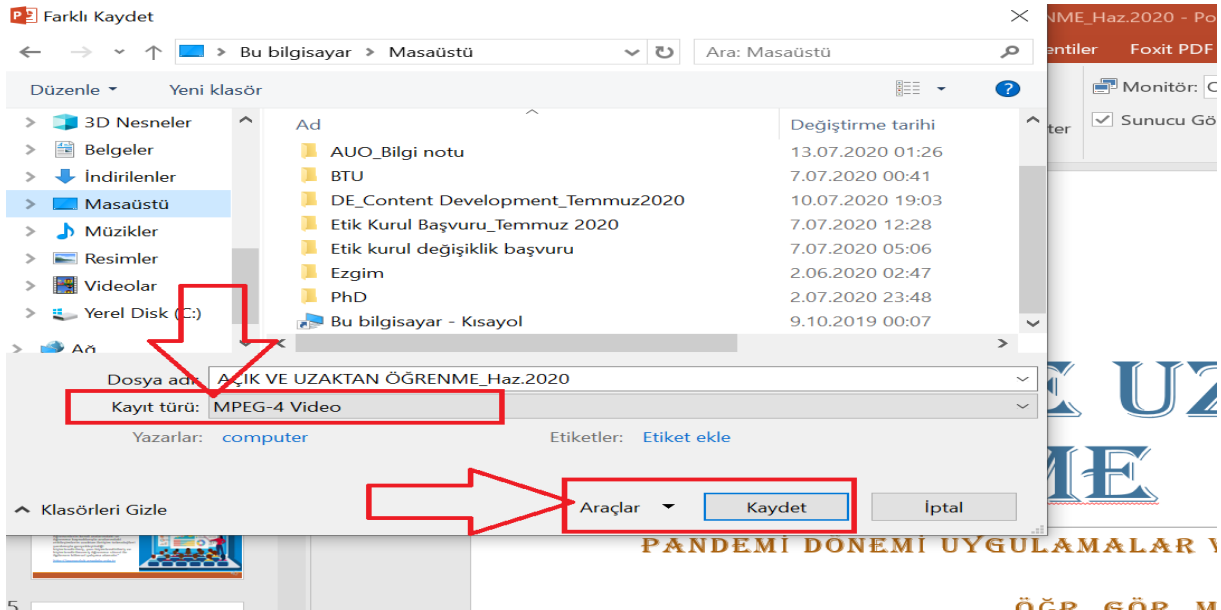 Farklı Kaydet
NME_Haz.2020 - Po
Bu bilgisayar > Masaüstü
Ara: Masaüstü
Foxit PDF
Düzenle
Yeni klasör
Monitör:
Sunucu Gö
3D Nesneler
Belgeler
İndirilenler
Masaüstü
Müzikler
Resimler
Videolar
Yerel Disk (C:)
Ağ
Ad Değiştirme tarihi
AUO_Bilgi notu 13.07.2020 01:26
BTU 7.07.2020 00:41
DE_Content Development_Temmuz2020 10.07.2020 19:03
Etik Kurul Başvuru_Temmuz 2020 7.07.2020 12:28
Etik kurul değişiklik başvuru 7.07.2020 05:06
Ezgim 2.06.2020 02:47
PhD 2.07.2020 23:48
Bu bilgisayar - Kısayol 9.10.2019 00:07
Dosya adı: AÇIK VE UZAKTAN ÖĞRENME_Haz.2020
Kayıt türü: MPEG-4 Video
Yazarlar: computer
Etiketler: Etiket ekle
Klasörleri Gizle
Araçlar
Kaydet
İptal
E UZ
ME
PANDEMİ DÖNEMİ UYGULAMALAR
ÖĞR GÖR M
5